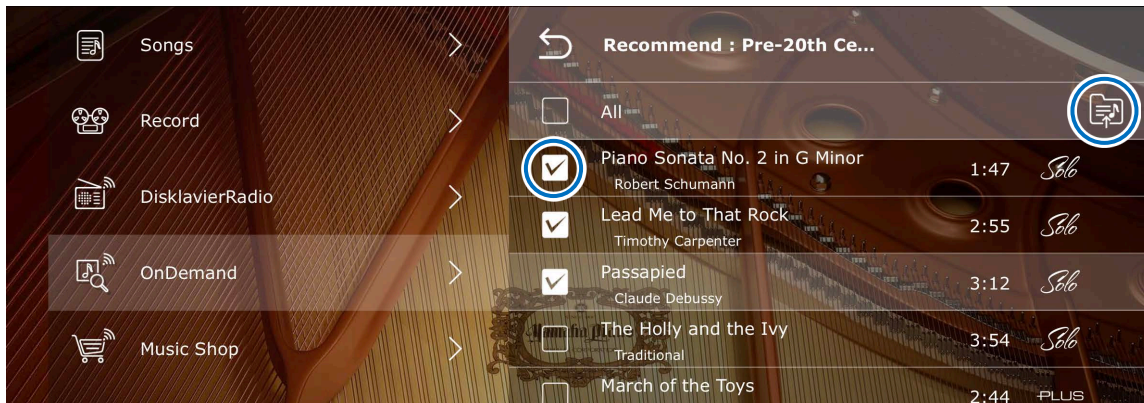 Songs
Record
DisklavierRadio
OnDemand
Music Shop
Recommend : Pre-20th Ce...
All
Piano Sonata No. 2 in G Minor
Robert Schumann
1:47 Solo
Lead Me to That Rock
Timothy Carpenter
2:55 Solo
Passapied
Claude Debussy
3:12 Solo
The Holly and the Ivy
Traditional
3:54 Solo
March of the Toys
2:44 PLUS